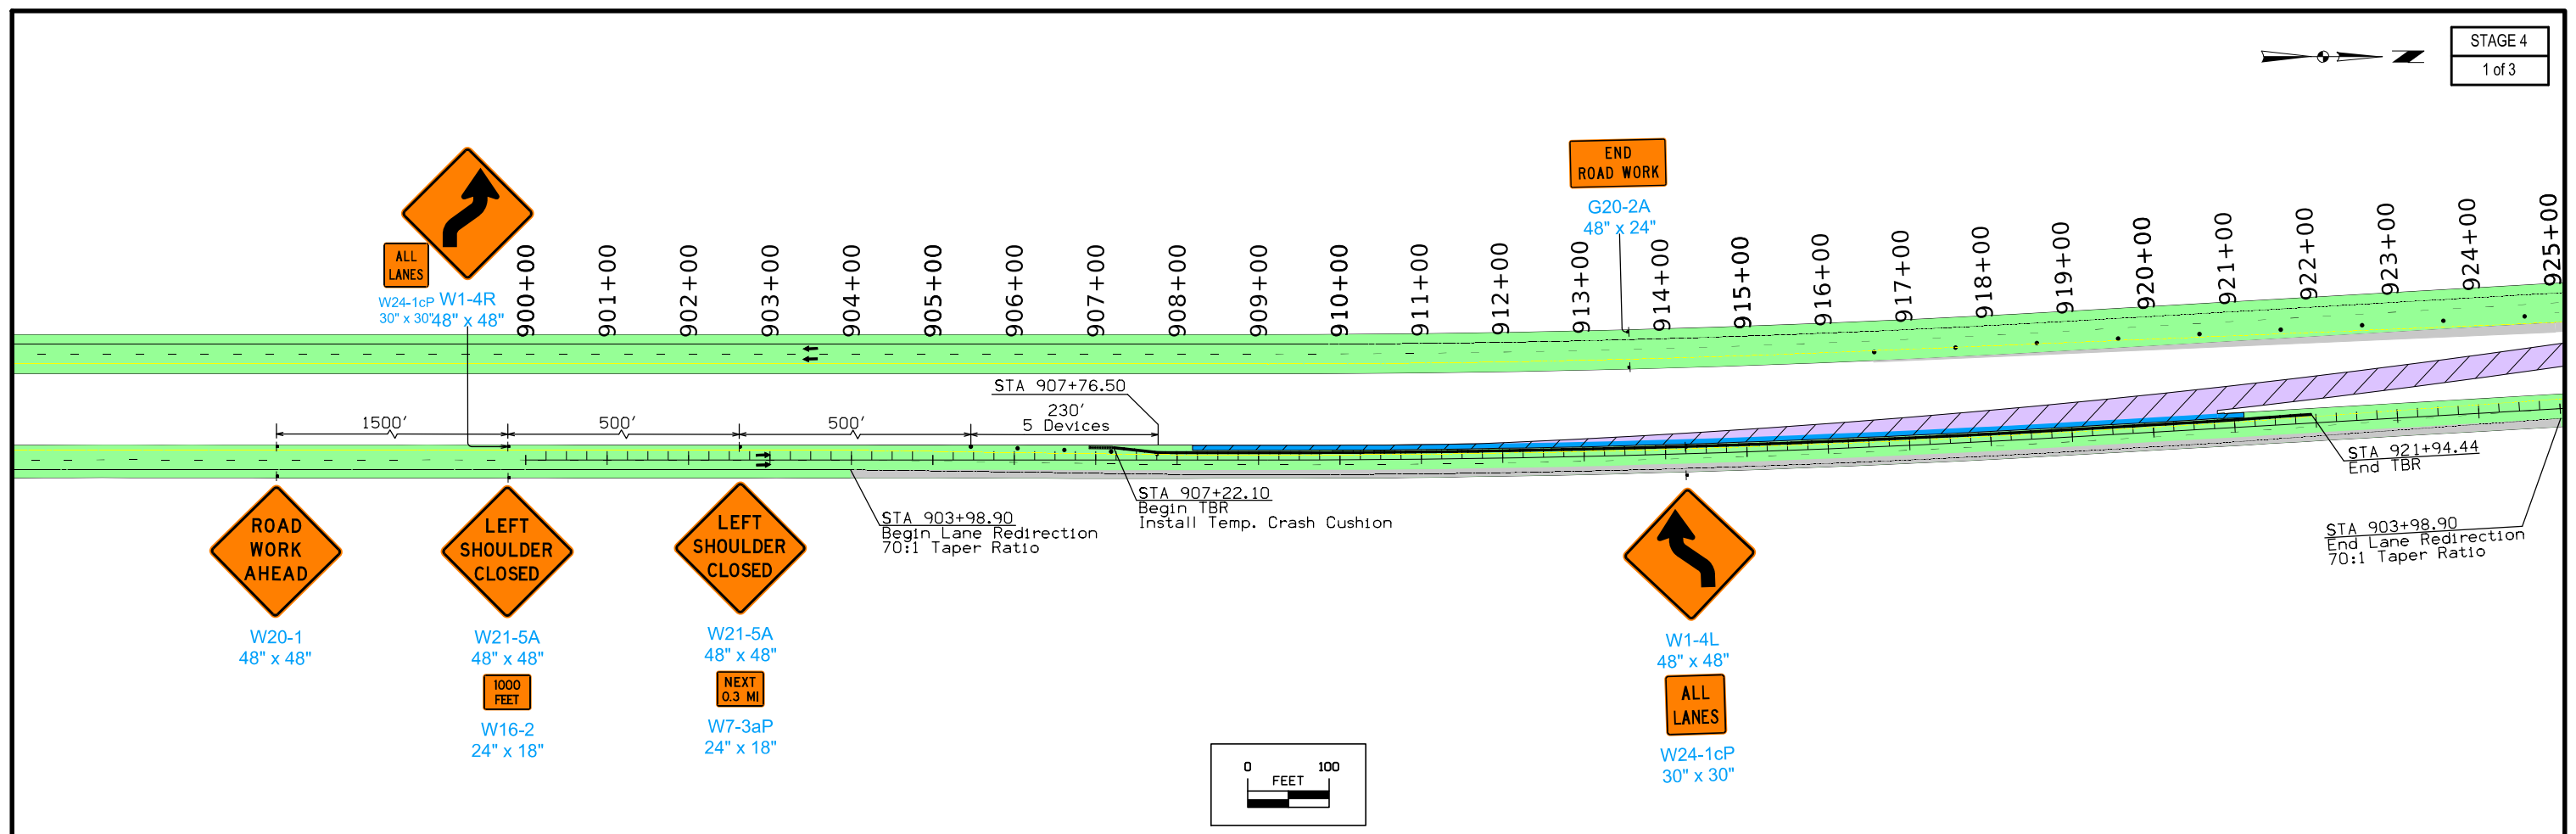 STAGE 4
1 of 3
END
ROAD WORK
G20-2A
48" x 24"
ALL
LANES
W24-1cP
30" x 30"
W1-4R
48" x 48"
900+00
901+00
902+00
903+00
904+00
905+00
906+00
907+00
908+00
909+00
910+00
911+00
912+00
913+00
914+00
915+00
916+00
917+00
918+00
919+00
920+00
921+00
922+00
923+00
924+00
925+00
STA 907+76.50
1500'
500'
500'
230'
5 Devices
STA 903+98.90
Begin Lane Redirection
70:1 Taper Ratio
STA 907+22.10
Begin TBR
Install Temp. Crash Cushion
STA 921+94.44
End TBR
STA 903+98.90
End Lane Redirection
70:1 Taper Ratio
ROAD
WORK
AHEAD
W20-1
48" x 48"
LEFT
SHOULDER
CLOSED
W21-5A
48" x 48"
1000
FEET
W16-2
24" x 18"
LEFT
SHOULDER
CLOSED
W21-5A
48" x 48"
NEXT
0.3 MI
W7-3aP
24" x 18"
W1-4L
48" x 48"
ALL
LANES
W24-1cP
30" x 30"
0 100
FEET